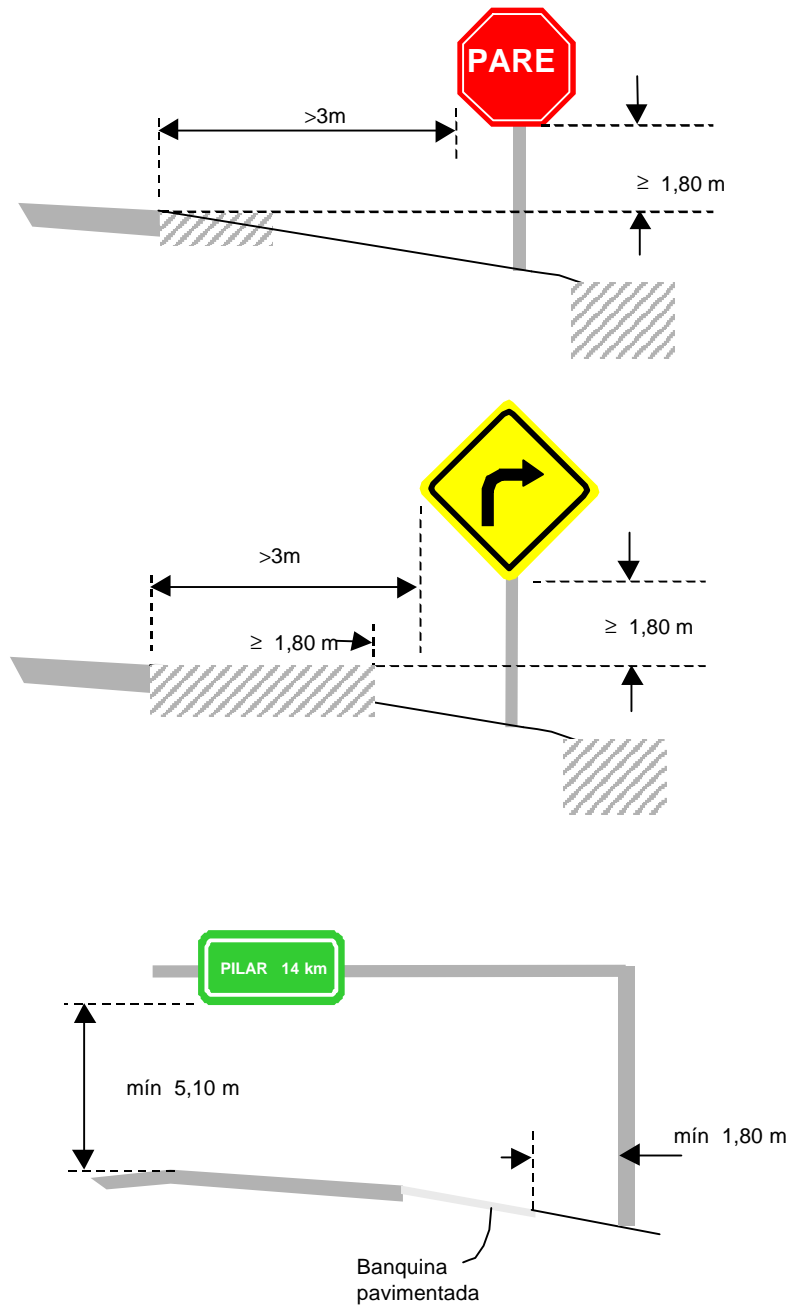 PARE
>3m
≥ 1,80 m
>3m
≥ 1,80 m
≥ 1,80 m
PILAR 14 km
mín 5,10 m
mín 1,80 m
Banquina
pavimentada